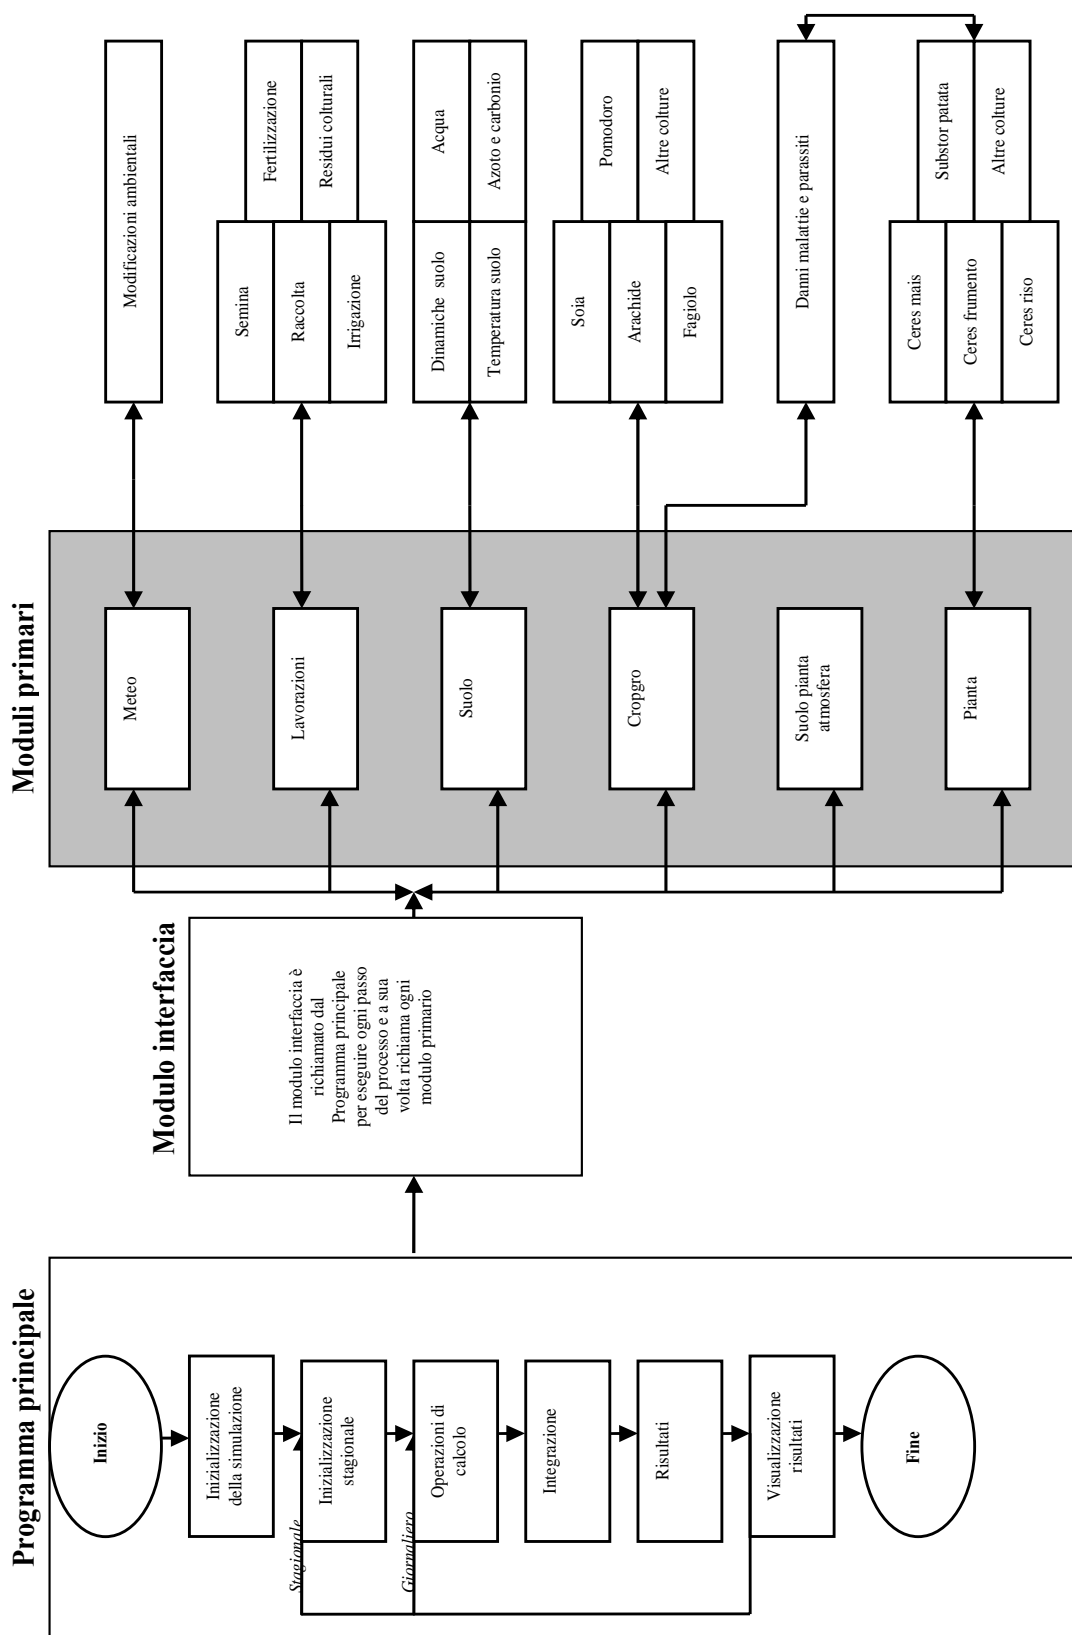 Programma principale
Inizio
Inizializzazione
della simulazione
Stagionale
Inizializzazione
stagionale
Giornaliero
Operazioni di
calcolo
Integrazione
Risultati
Visualizzazione
risultati
Fine
Modulo interfaccia
Il modulo interfaccia è
richiamato dal
Programma principale
per eseguire ogni passo
del processo e a sua
volta richiama ogni
modulo primario
Moduli primari
Meteo
Lavorazioni
Suolo
Cropgro
Suolo pianta
atmosfera
Pianta
Modificazioni ambientali
Semina
Raccolta
Irrigazione
Fertilizzazione
Residui colturali
Dinamiche suolo
Temperatura suolo
Acqua
Azoto e carbonio
Soia
Arachide
Fagiolo
Pomodoro
Altre colture
Danni malattie e parassiti
Ceres mais
Ceres frumento
Ceres riso
Substor patata
Altre colture